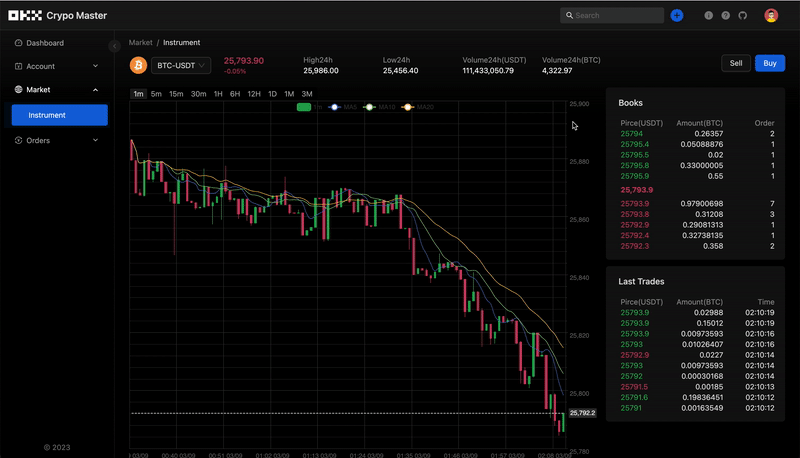 OKX Crypo Master
Search
Dashboard
Account
Market
Instrument
Orders
© 2023
Market / Instrument
BTC-USDT
25,793.90
-0.05%
High24h
25,986.00
Low24h
25,456.40
Volume24h(USDT)
111,433,050.79
Volume24h(BTC)
4,322.97
Sell
Buy
1m 5m 15m 30m 1H 6H 12H 1D 1M 3M
MA5 MA10 MA20
25,900
25,880
25,860
25,840
25,820
25,800
25,792.2
25,780
03/09 00:40 03/09 00:51 03/09 01:02 03/09 01:13 03/09 01:24 03/09 01:35 03/09 01:46 03/09 01:57 03/09 02:08 03/09
Books
Pirce(USDT) Amount(BTC) Order
25794 0.26357 2
25795.4 0.05088876 1
25795.5 0.02 1
25795.8 0.33000005 1
25795.9 0.55 1
25,793.9
25793.9 0.97900698 7
25793.8 0.31208 3
25792.9 0.29081313 1
25792.4 0.32738135 1
25792.3 0.358 2
Last Trades
Pirce(USDT) Amount(BTC) Time
25793.9 0.02988 02:10:19
25793.9 0.15012 02:10:19
25793.9 0.00973593 02:10:16
25793 0.01026407 02:10:16
25792.9 0.0227 02:10:14
25793 0.00973593 02:10:14
25792 0.00030168 02:10:14
25791.5 0.00185 02:10:13
25791.6 0.19836451 02:10:12
25791 0.00163549 02:10:12